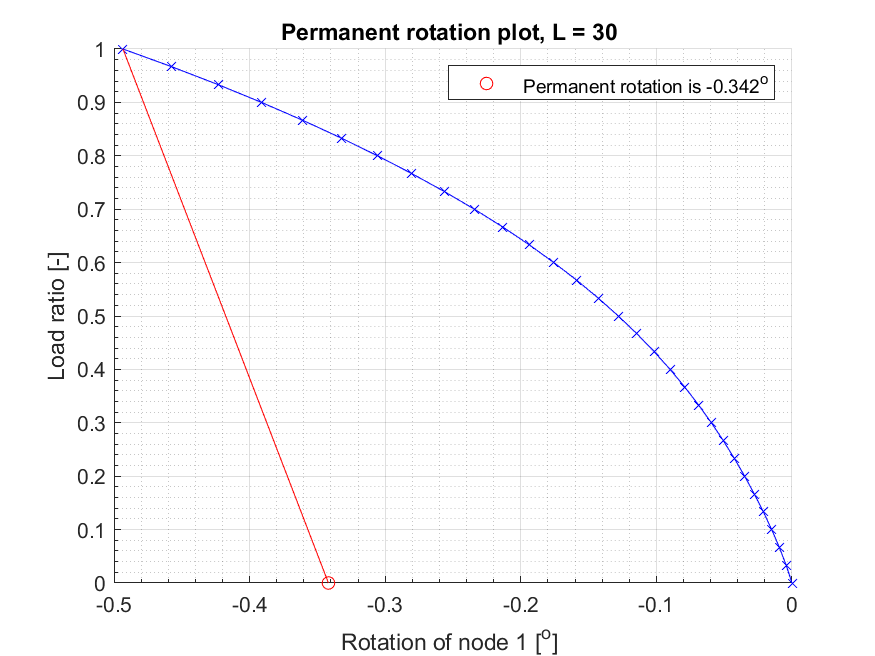 Permanent rotation plot, L = 30
Permanent rotation is -0.342°
Load ratio [-]
1
0.9
0.8
0.7
0.6
0.5
0.4
0.3
0.2
0.1
0
-0.5 -0.4 -0.3 -0.2 -0.1 0
Rotation of node 1 [°]